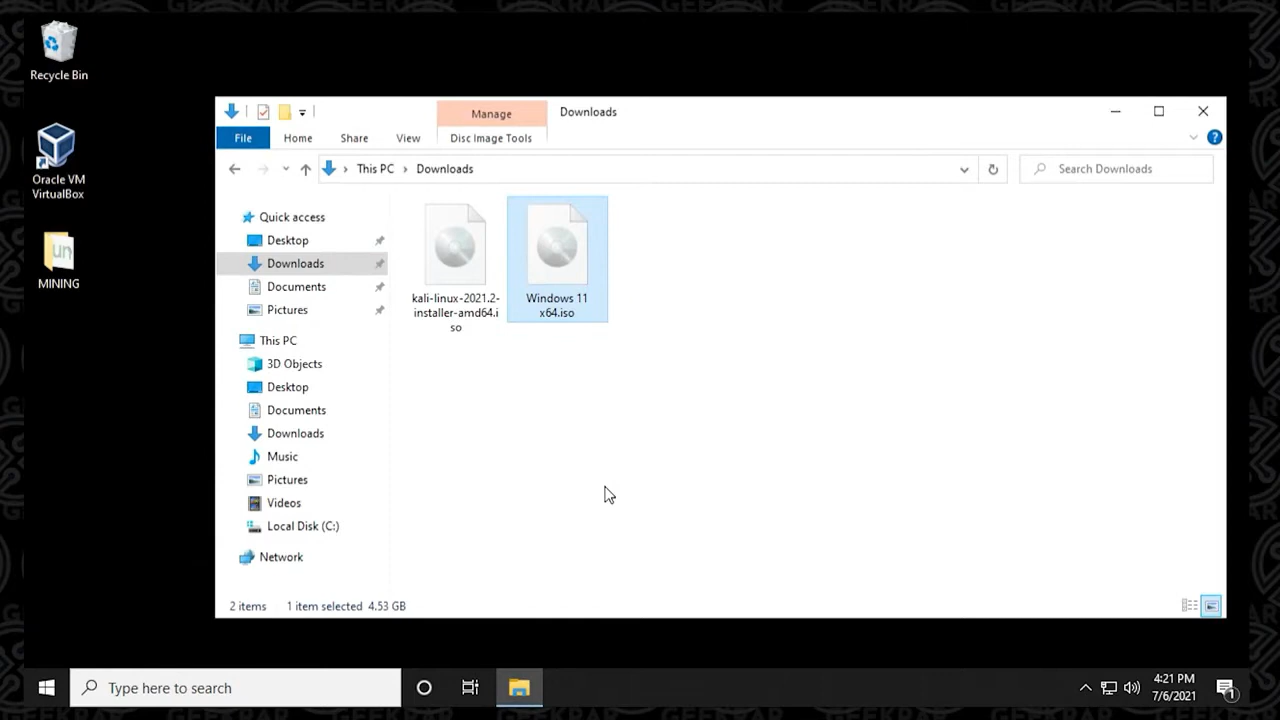 Recycle Bin
Oracle VM
VirtualBox
un
MINING
Manage
Downloads
File
Home
Share
View
Disc Image Tools
This PC
Downloads
Search Downloads
Quick access
Desktop
Downloads
Documents
Pictures
This PC
3D Objects
Desktop
Documents
Downloads
Music
Pictures
Videos
Local Disk (C:)
Network
kali-linux-2021.2-
installer-amd64.i
so
Windows 11
x64.iso
2 items
1 item selected 4.53 GB
Type here to search
4:21 PM
7/6/2021
1